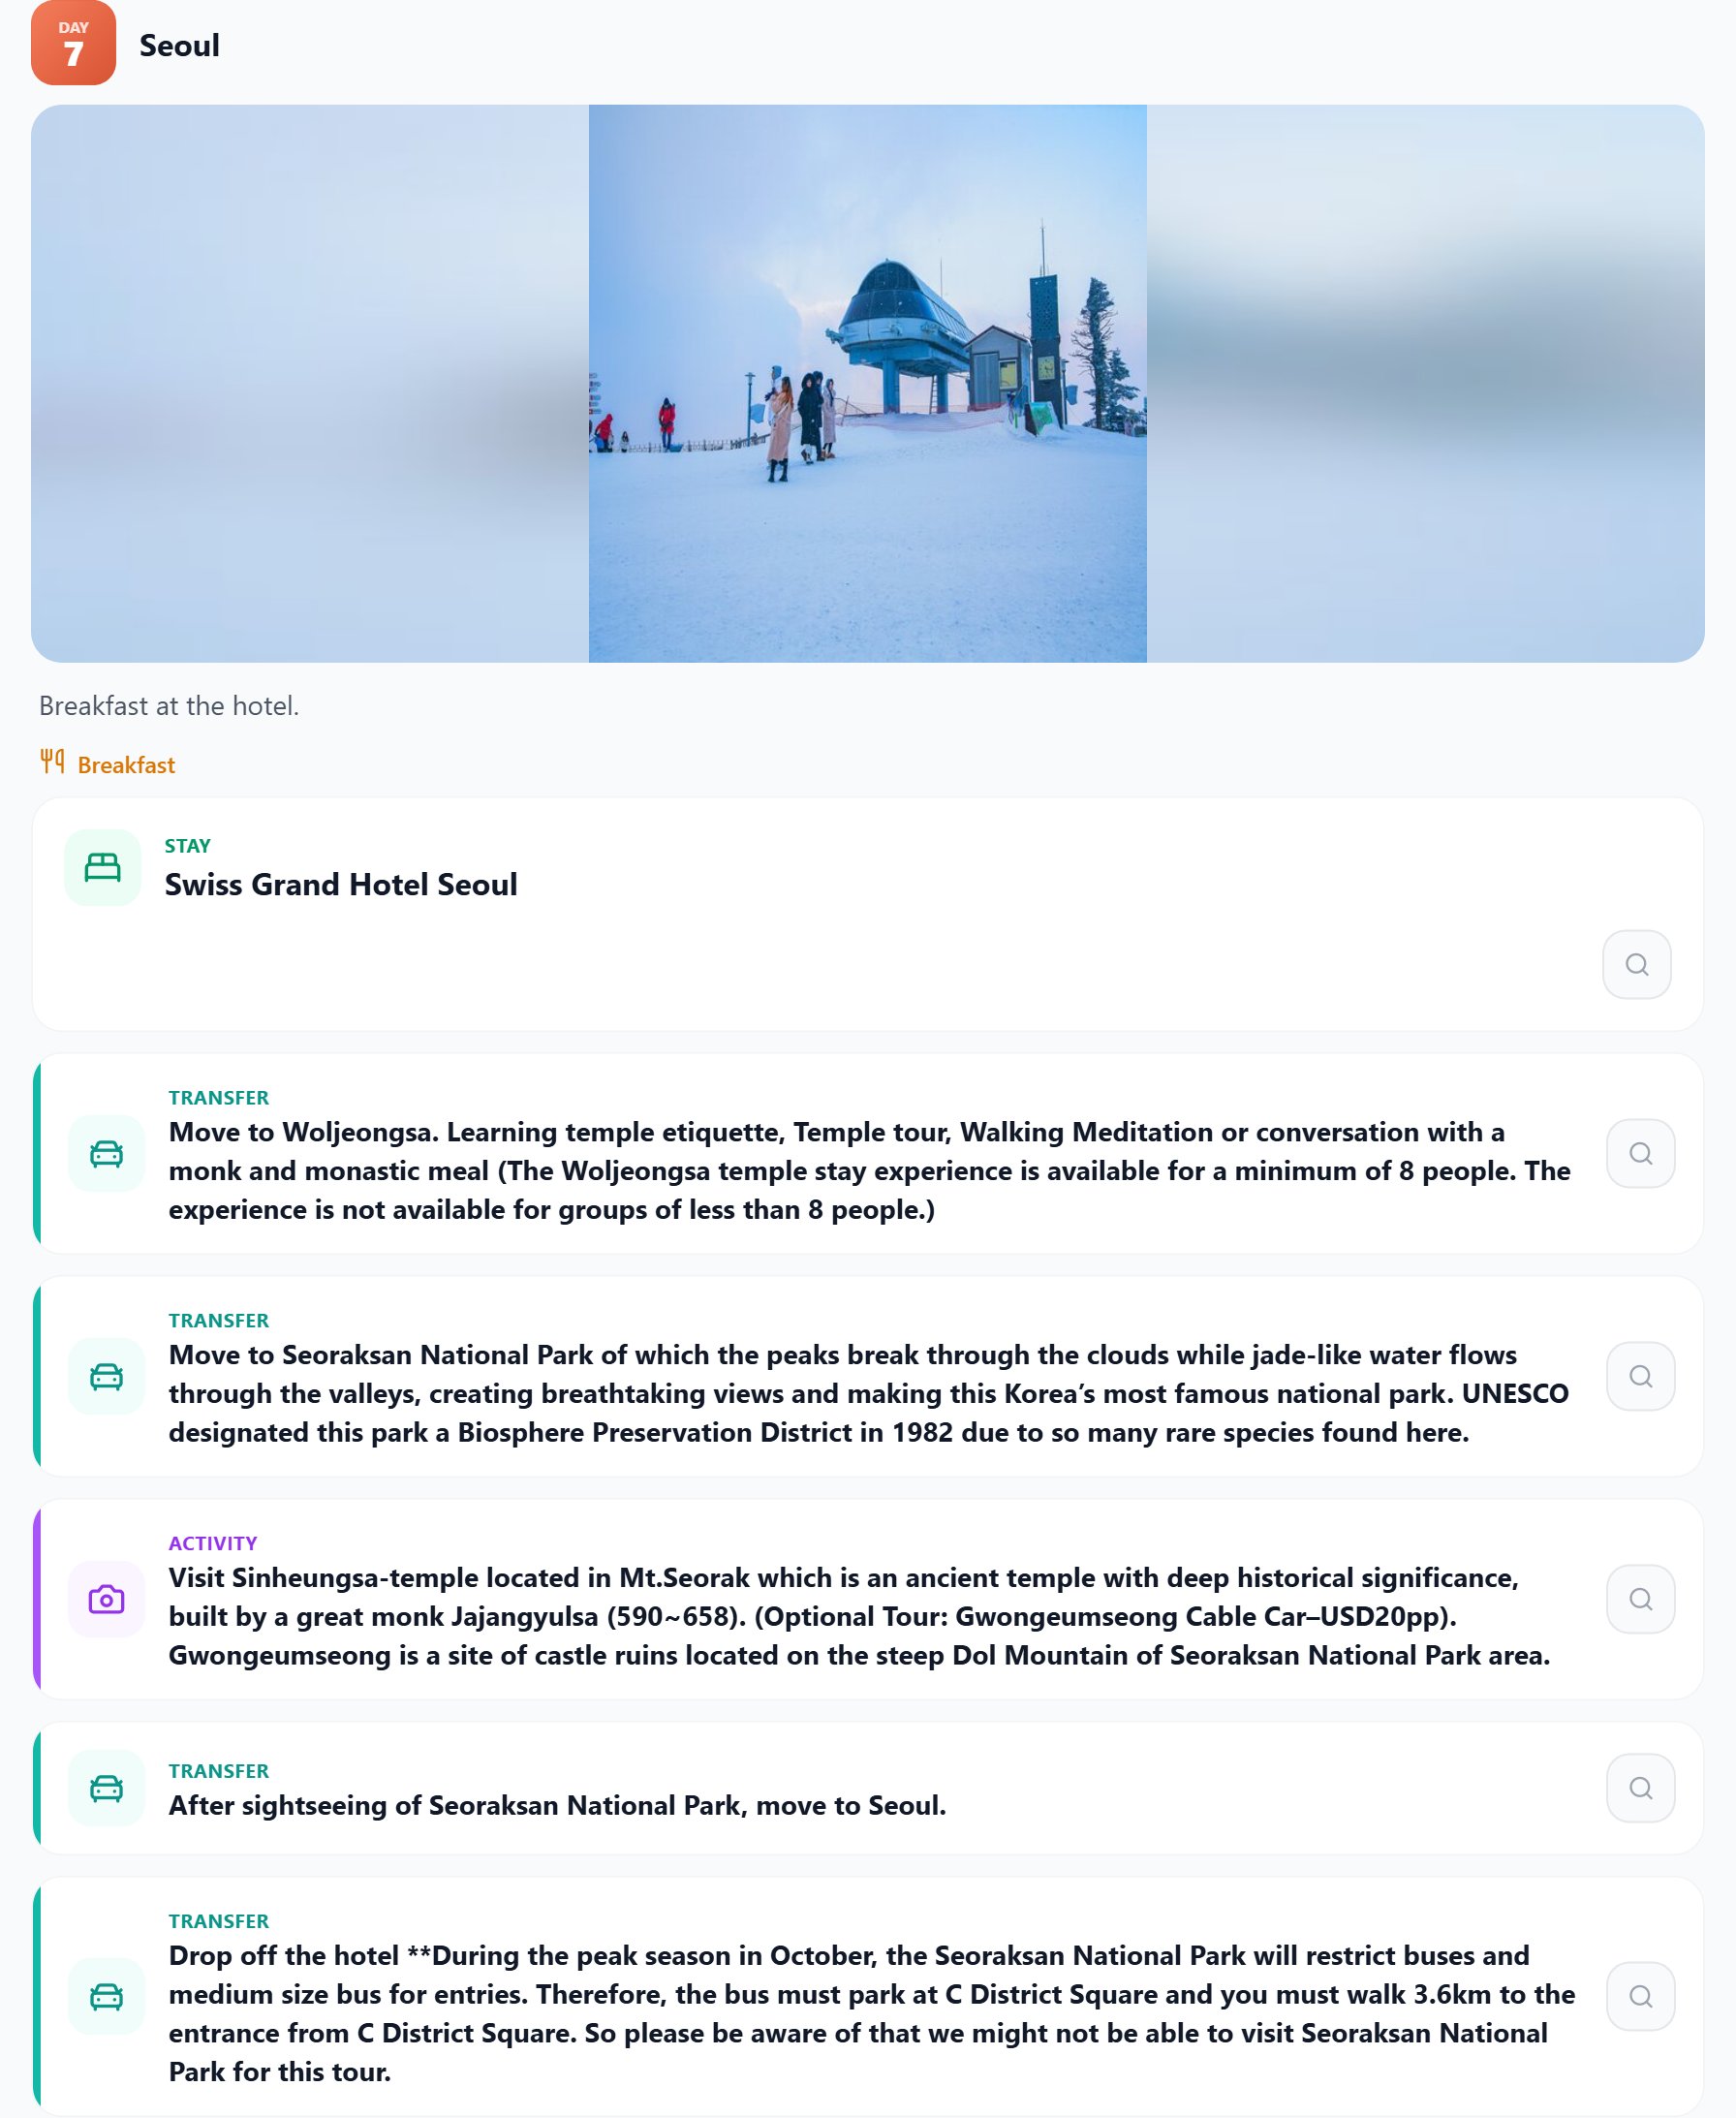 DAY
7
Seoul
Breakfast at the hotel.
Breakfast
STAY
Swiss Grand Hotel Seoul
TRANSFER
Move to Woljeongsa. Learning temple etiquette, Temple tour, Walking Meditation or conversation with a
monk and monastic meal (The Woljeongsa temple stay experience is available for a minimum of 8 people. The
experience is not available for groups of less than 8 people.)
TRANSFER
Move to Seoraksan National Park of which the peaks break through the clouds while jade-like water flows
through the valleys, creating breathtaking views and making this Korea’s most famous national park. UNESCO
designated this park a Biosphere Preservation District in 1982 due to so many rare species found here.
ACTIVITY
Visit Sinheungsa-temple located in Mt.Seorak which is an ancient temple with deep historical significance,
built by a great monk Jajangyulsa (590~658). (Optional Tour: Gwongeumseong Cable Car–USD20pp).
Gwongeumseong is a site of castle ruins located on the steep Dol Mountain of Seoraksan National Park area.
TRANSFER
After sightseeing of Seoraksan National Park, move to Seoul.
TRANSFER
Drop off the hotel **During the peak season in October, the Seoraksan National Park will restrict buses and
medium size bus for entries. Therefore, the bus must park at C District Square and you must walk 3.6km to the
entrance from C District Square. So please be aware of that we might not be able to visit Seoraksan National
Park for this tour.